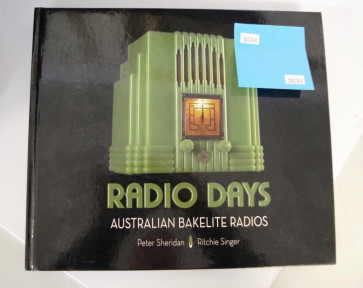 RADIO DAYS
AUSTRALIAN BAKELITE RADIOS
Peter Sheridan Ritchie Singer